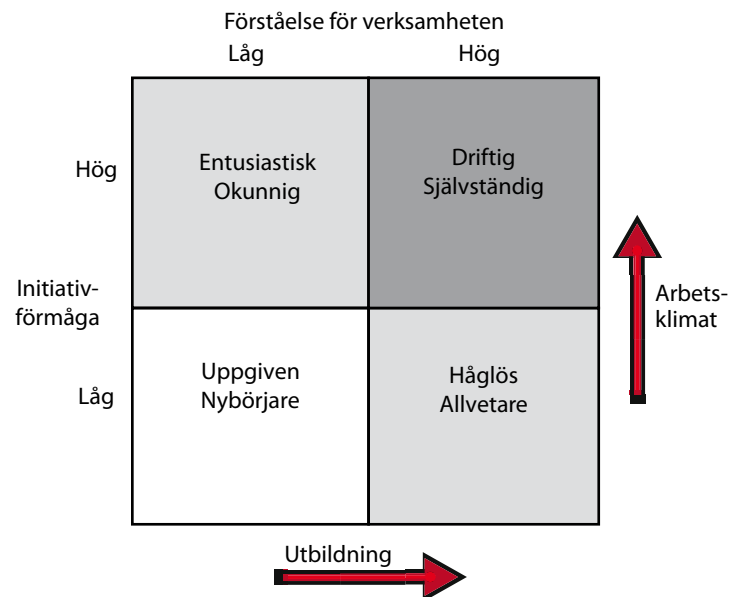 Förståelse för verksamheten
Låg
Hög
Hög
Entusiastisk
Okunnig
Driftig
Självständig
Initiativ-
förmåga
Arbets-
klimat
Låg
Uppgiven
Nybörjare
Håglös
Allvetare
Utbildning